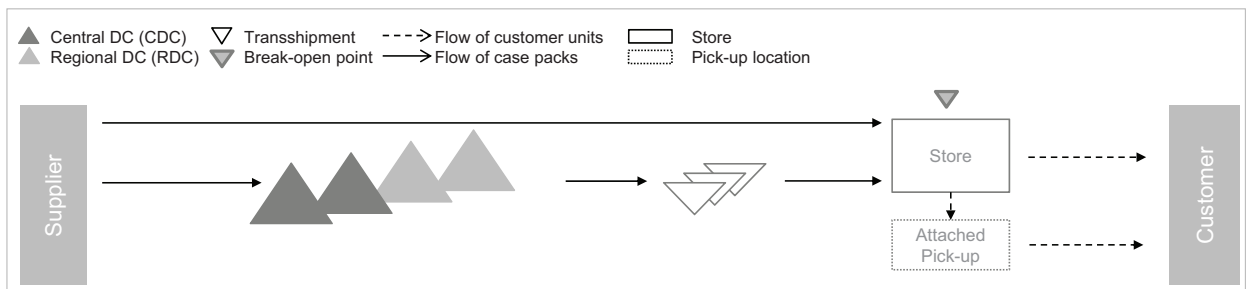 Central DC (CDC)
Transshipment
Flow of customer units
Store
Regional DC (RDC)
Break-open point
Flow of case packs
Pick-up location
Supplier
Store
Attached
Pick-up
Customer